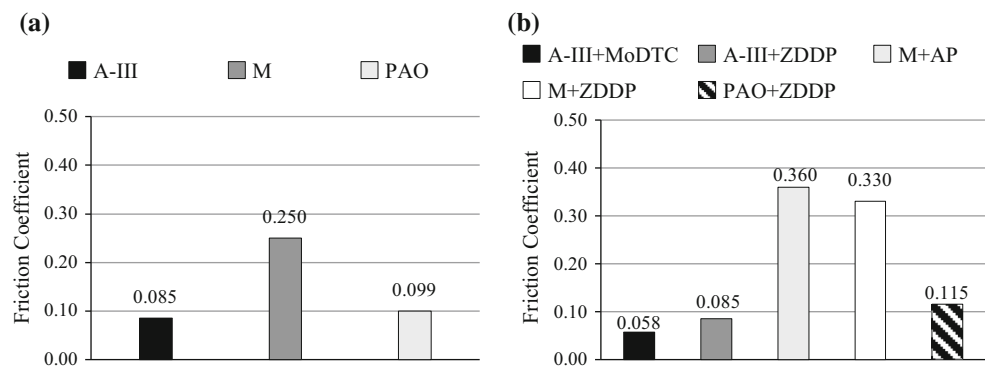 (a)
A-III M PAO
Friction Coefficient
0.50
0.40
0.30
0.20
0.10
0.00
0.085
0.250
0.099
(b)
A-III+MoDTC A-III+ZDDP M+AP
M+ZDDP PAO+ZDDP
Friction Coefficient
0.50
0.40
0.30
0.20
0.10
0.00
0.058
0.085
0.360
0.330
0.115